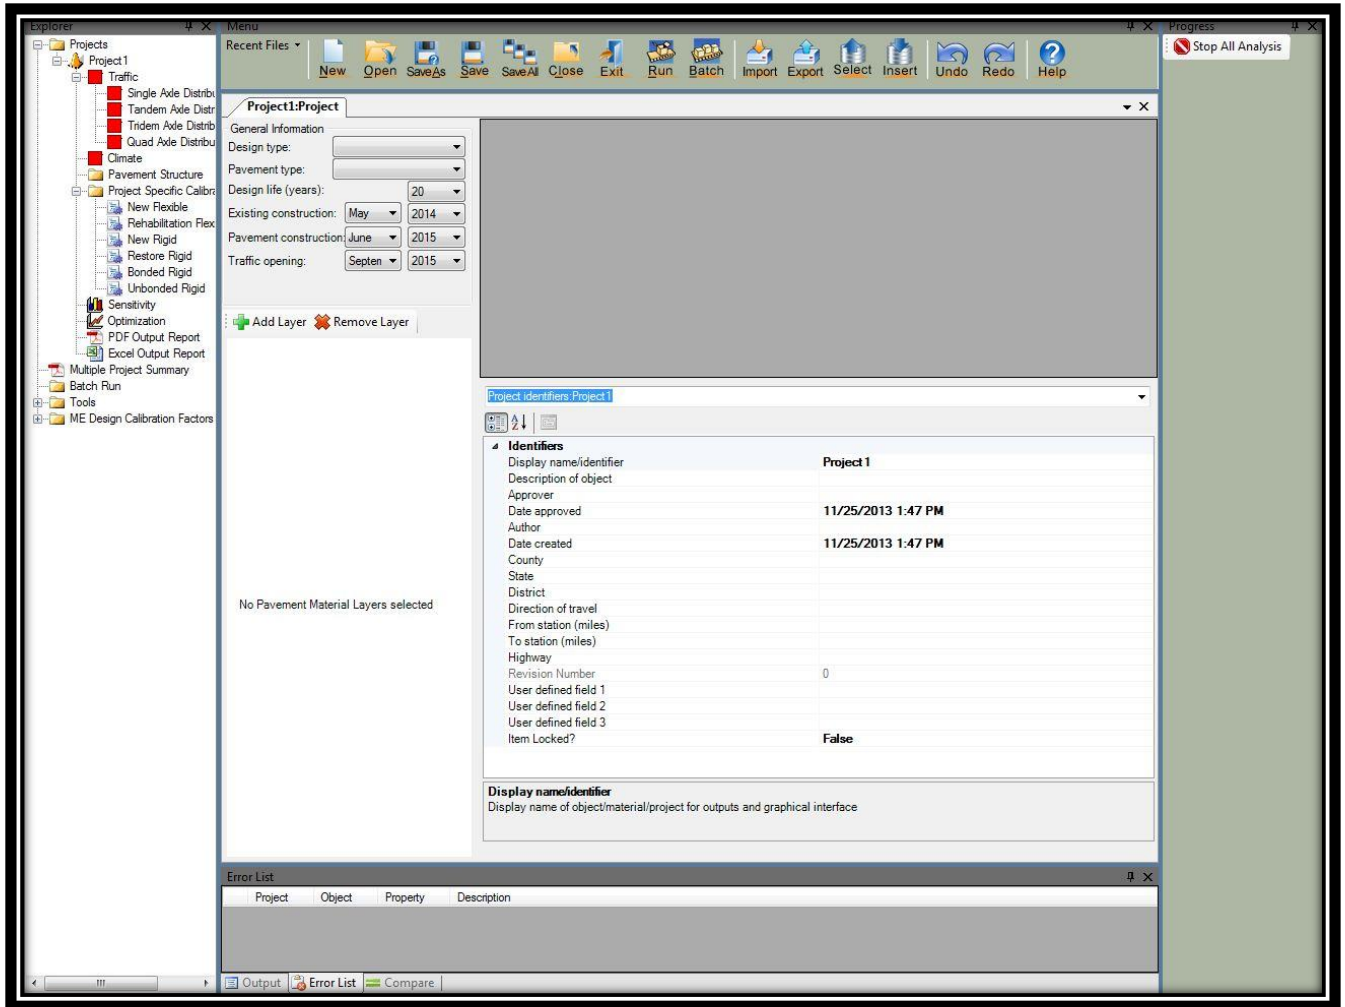 Explorer
Projects
Project1
Traffic
Single Axle Distribu
Tandem Axle Distr
Tridem Axle Distrib
Quad Axle Distribu
Climate
Pavement Structure
Project Specific Calibra
New Flexible
Rehabilitation Flex
New Rigid
Restore Rigid
Bonded Rigid
Unbonded Rigid
Sensitivity
Optimization
PDF Output Report
Excel Output Report
Multiple Project Summary
Batch Run
Tools
ME Design Calibration Factors
Menu
Recent Files
New Open SaveAs Save SaveAll Close Exit Run Batch Import Export Select Insert Undo Redo Help
Project1:Project
General Information
Design type:
Pavement type:
Design life (years): 20
Existing construction: May 2014
Pavement construction: June 2015
Traffic opening: Septen 2015
Add Layer Remove Layer
No Pavement Material Layers selected
Project identifiers:Project1
Identifiers
Display name/identifier Project1
Description of object
Approver
Date approved 11/25/2013 1:47 PM
Author
Date created 11/25/2013 1:47 PM
County
State
District
Direction of travel
From station (miles)
To station (miles)
Highway
Revision Number 0
User defined field 1
User defined field 2
User defined field 3
Item Locked? False
Display name/identifier
Display name of object/material/project for outputs and graphical interface
Error List
Project Object Property Description
Output Error List Compare
Progress
Stop All Analysis